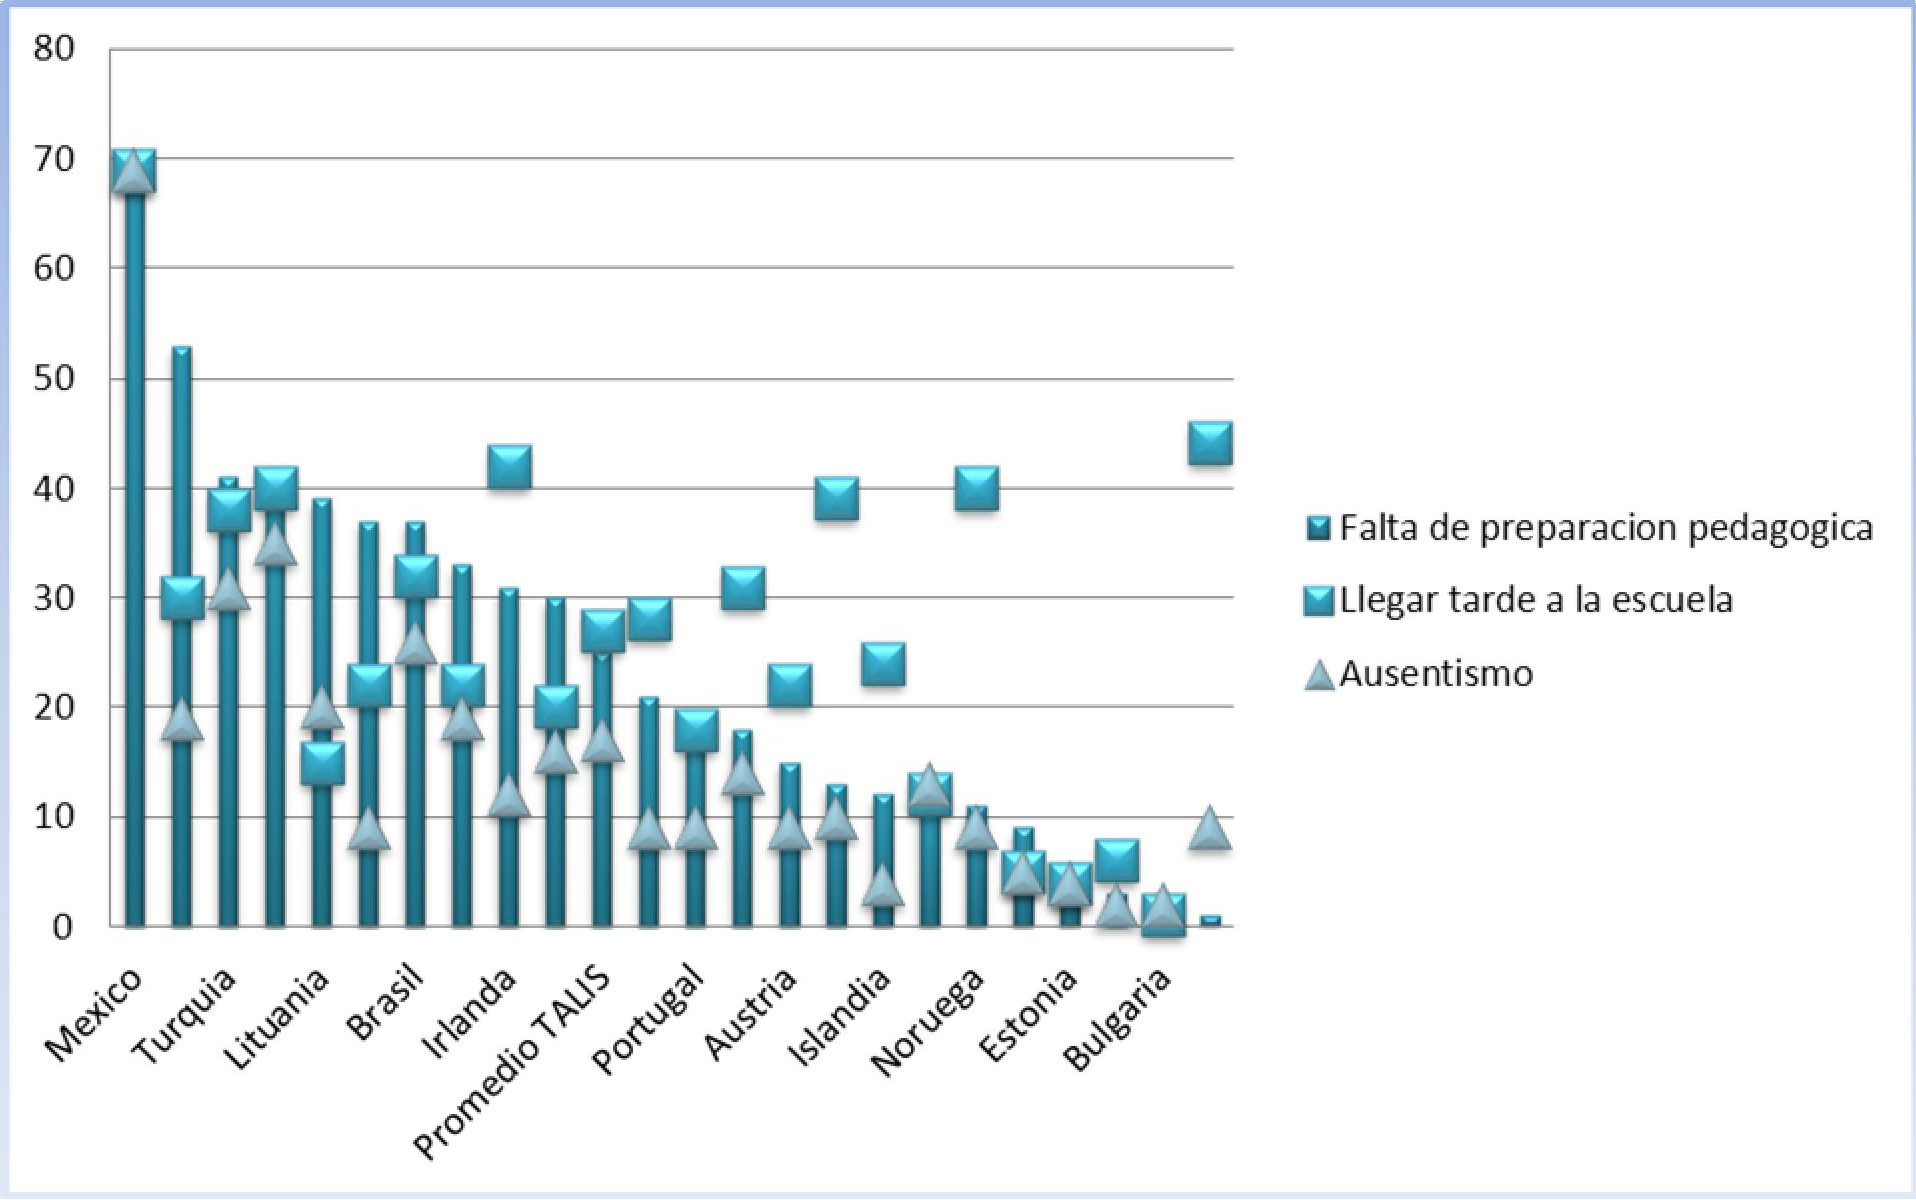 80
70
60
50
40
30
20
10
0
Mexico
Turquia
Lituania
Brasil
Irlanda
Promedio TALIS
Portugal
Austria
Islandia
Noruega
Estonia
Bulgaria
Falta de preparacion pedagogica
Llegar tarde a la escuela
Ausentismo